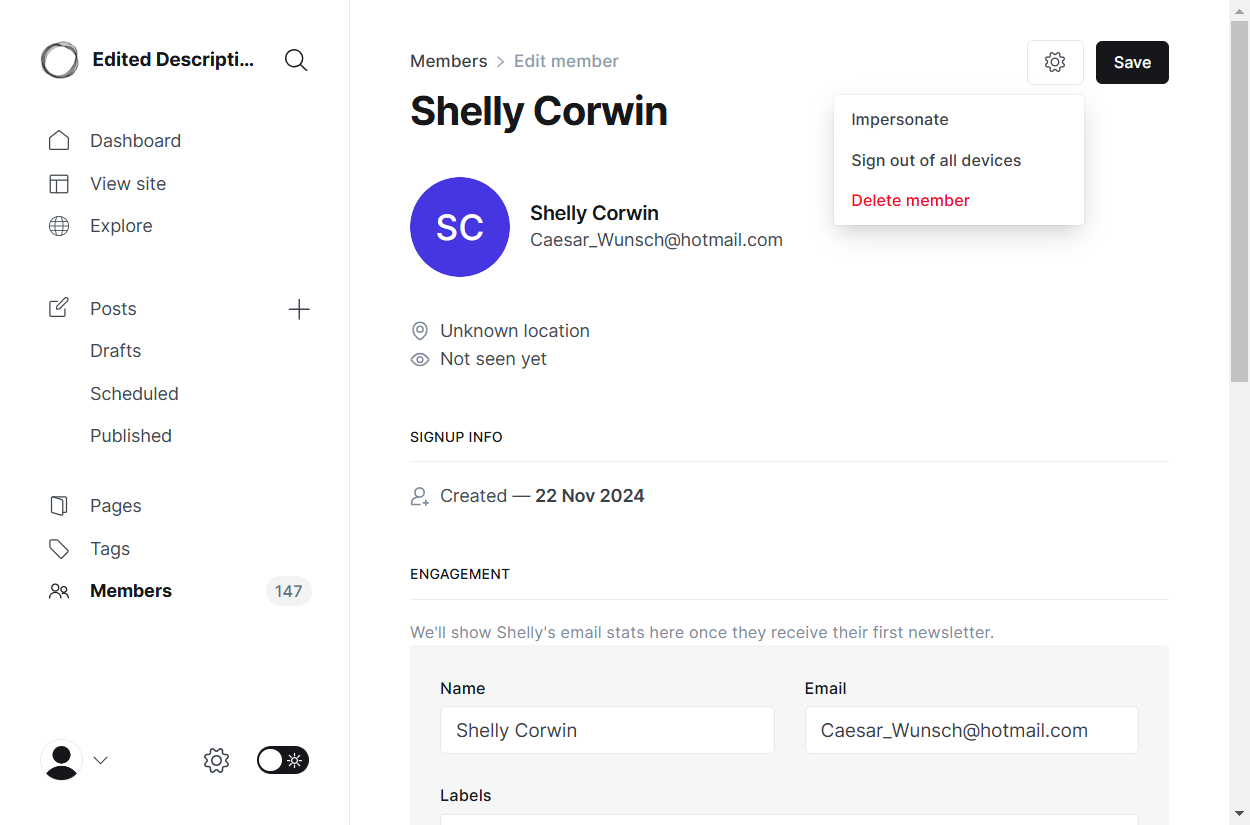 Edited Descripti...
Dashboard
View site
Explore
Posts
Drafts
Scheduled
Published
Pages
Tags
Members 147
Members > Edit member
Save
Shelly Corwin
Impersonate
Sign out of all devices
Delete member
SC
Shelly Corwin
Caesar_Wunsch@hotmail.com
Unknown location
Not seen yet
SIGNUP INFO
Created — 22 Nov 2024
ENGAGEMENT
We'll show Shelly's email stats here once they receive their first newsletter.
Name
Shelly Corwin
Email
Caesar_Wunsch@hotmail.com
Labels